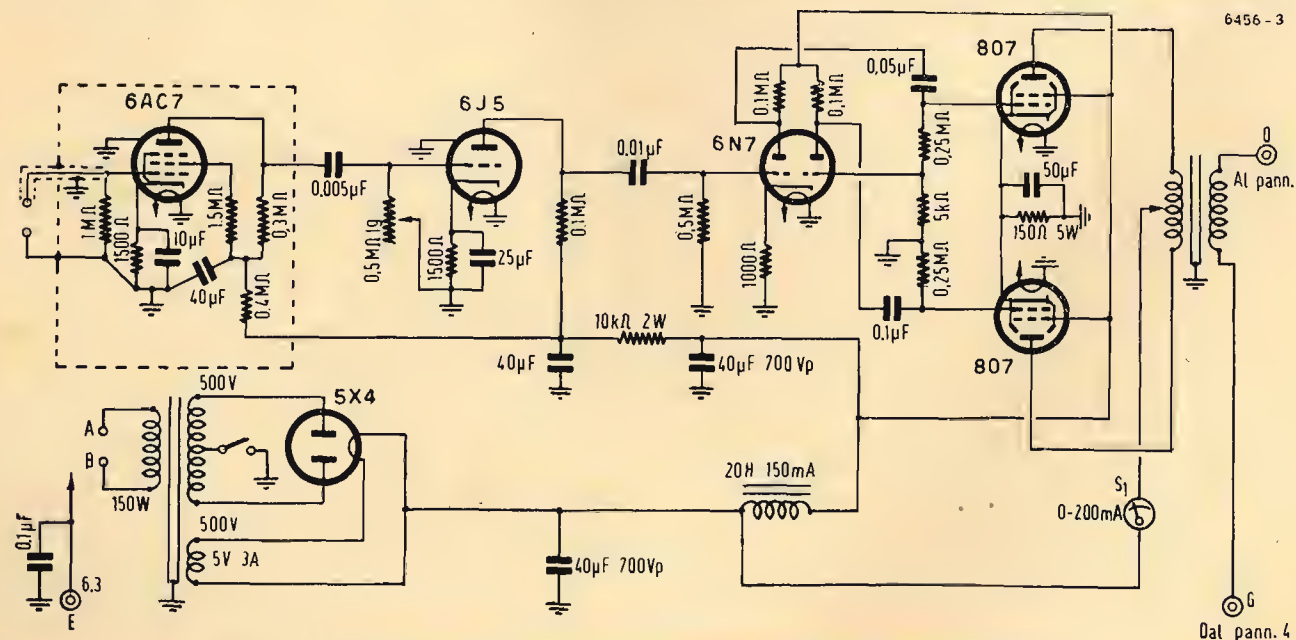 6456-3
807
6AC7
6J5
6N7
0,1MΩ
0,1MΩ
0,05µF
0,25MΩ
5kΩ
0,25MΩ
50µF
150Ω 5W
0
Al pann.
1MΩ
1500Ω
10µF
1.5MΩ
0,3MΩ
40µF
0.4MΩ
0,005µF
0,5MΩ lg
1500Ω
25µF
0,1MΩ
0,01µF
0,5MΩ
1000Ω
0,1µF
807
10kΩ 2W
40µF
40µF 700Vp
A
B
150W
500V
500V
5V 3A
5X4
0.1µF
6.3
E
40µF 700Vp
20H 150mA
S1
0-200mA
G
Dal pann. 4